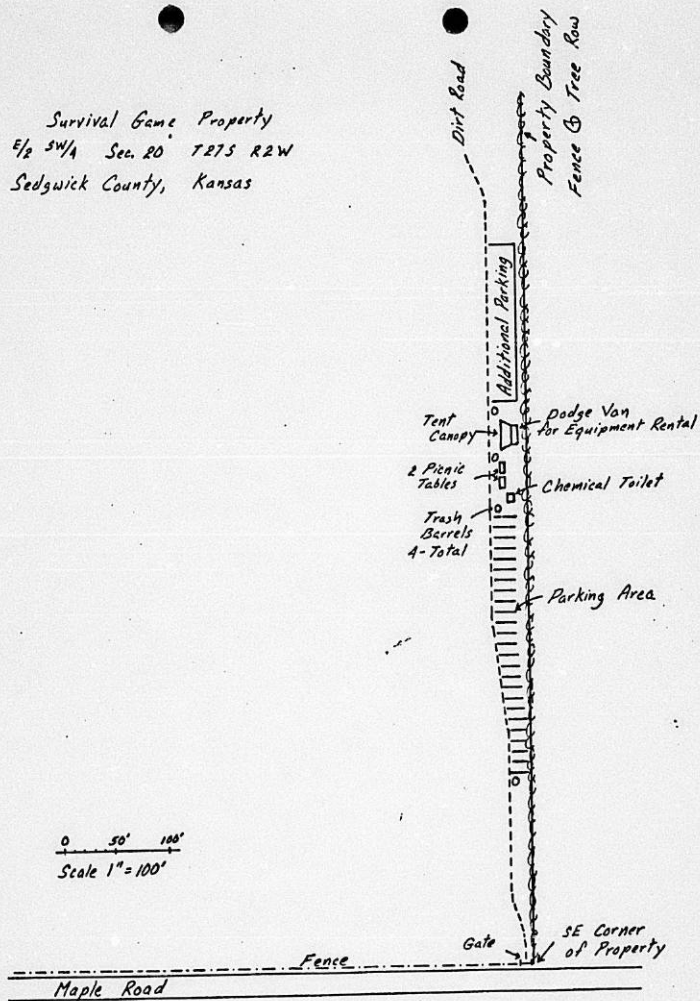 Survival Game Property
E/2 SW/4 Sec. 20 T27S R2W
Sedgwick County, Kansas
Dirt Road
Property Boundary
Fence & Tree Row
Additional Parking
Tent
Canopy
Dodge Van
for Equipment Rental
2 Picnic
Tables
Chemical Toilet
Trash
Barrels
4-Total
Parking Area
0 50' 100'
Scale 1"=100'
Gate
SE Corner
of Property
Fence
Maple Road